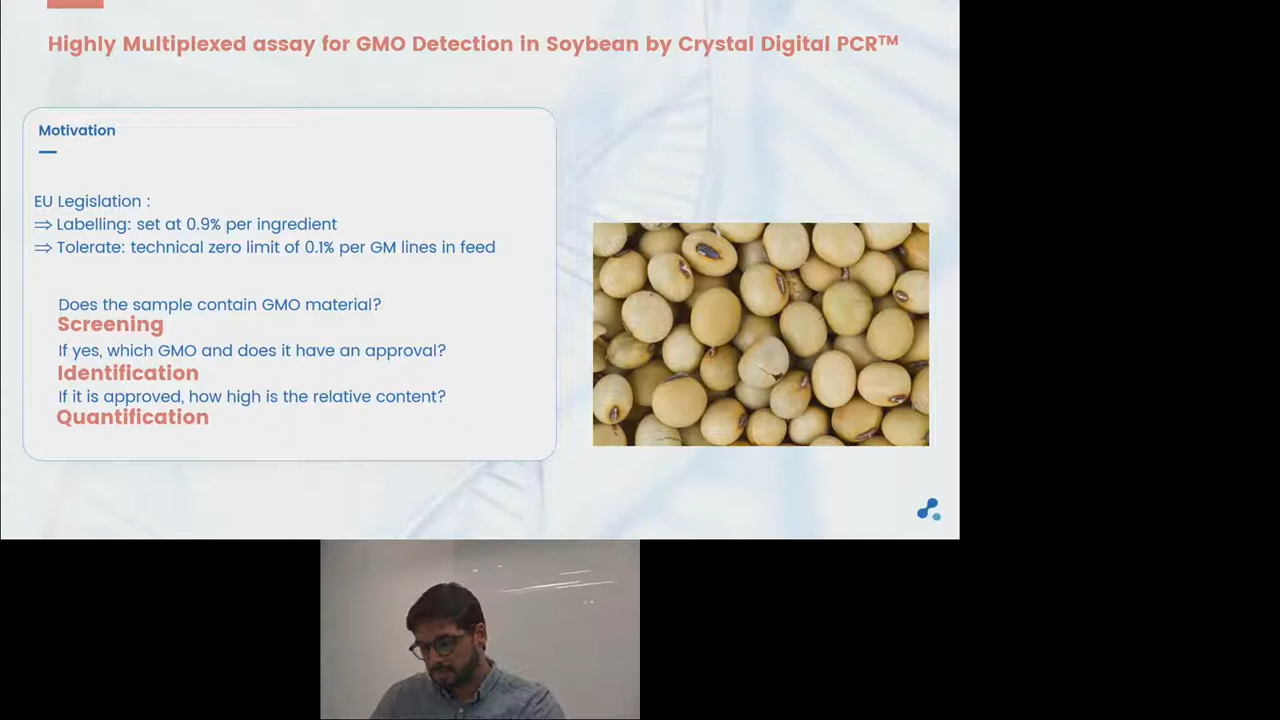 Highly Multiplexed assay for GMO Detection in Soybean by Crystal Digital PCR™
Motivation
EU Legislation :
⇒ Labelling: set at 0.9% per ingredient
⇒ Tolerate: technical zero limit of 0.1% per GM lines in feed
Does the sample contain GMO material?
Screening
If yes, which GMO and does it have an approval?
Identification
If it is approved, how high is the relative content?
Quantification